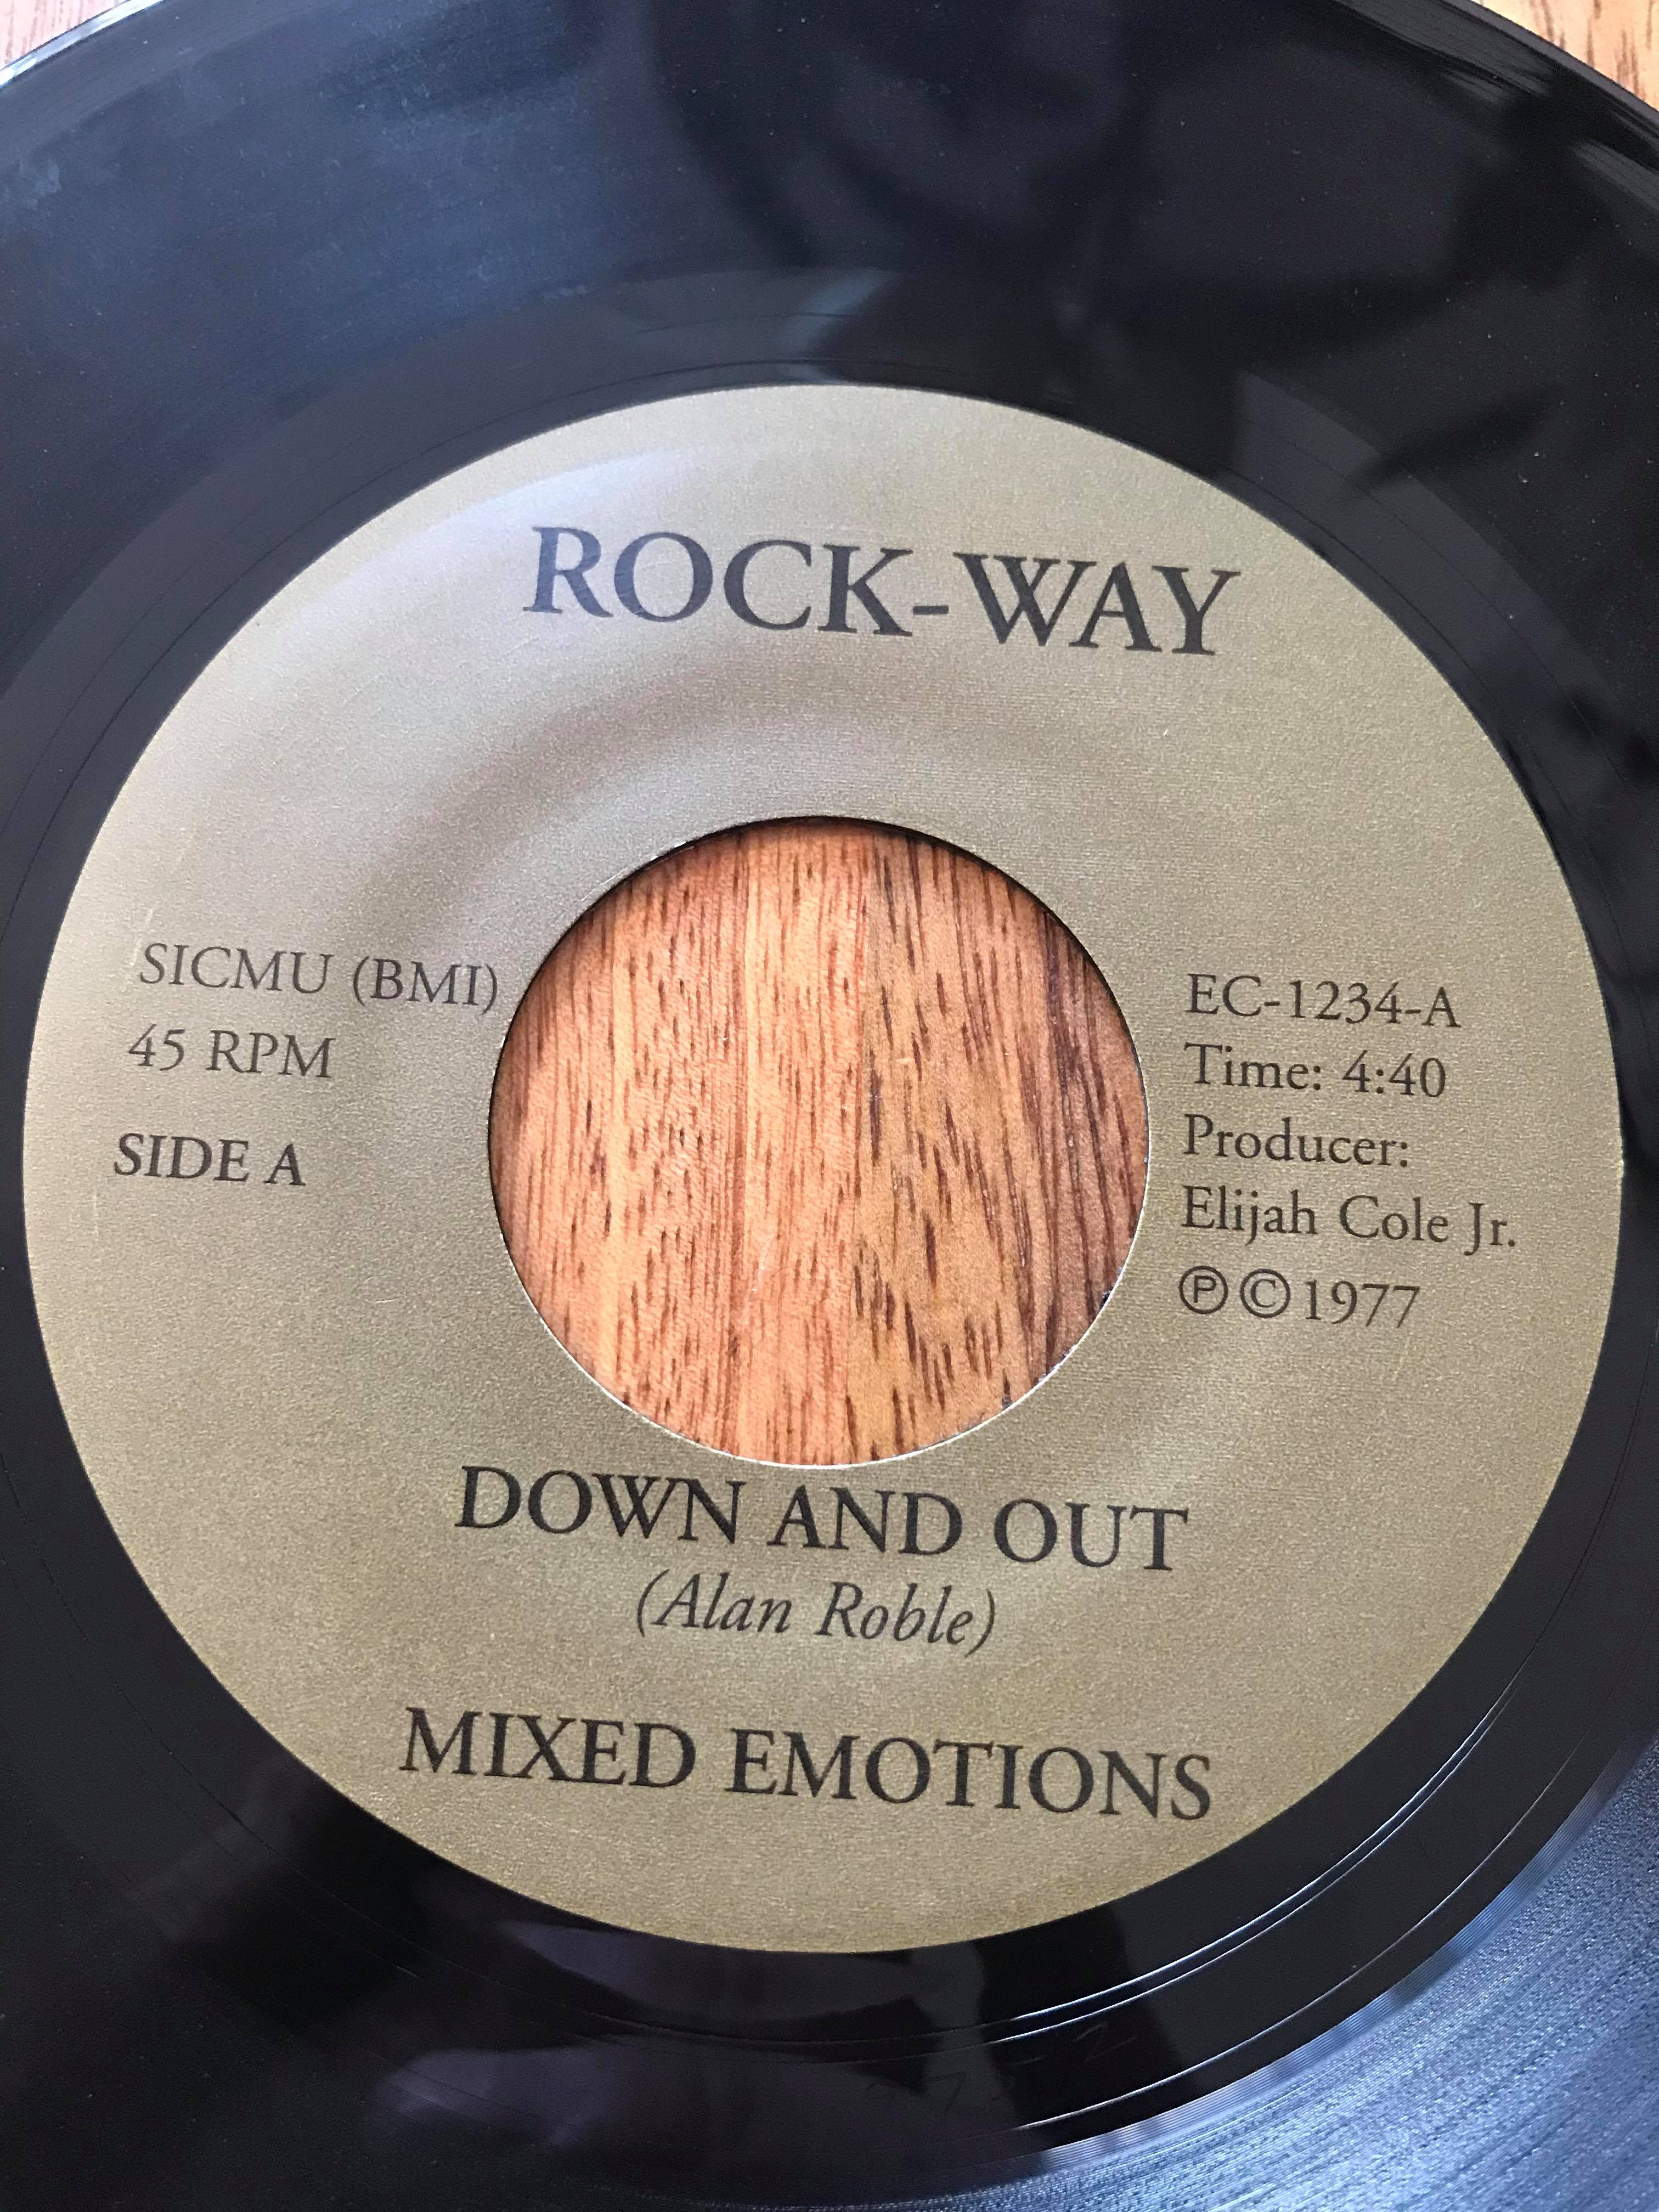 ROCK-WAY
SICMU (BMI)
45 RPM
SIDE A
EC-1234-A
Time: 4:40
Producer:
Elijah Cole Jr.
℗ © 1977
DOWN AND OUT
(Alan Roble)
MIXED EMOTIONS